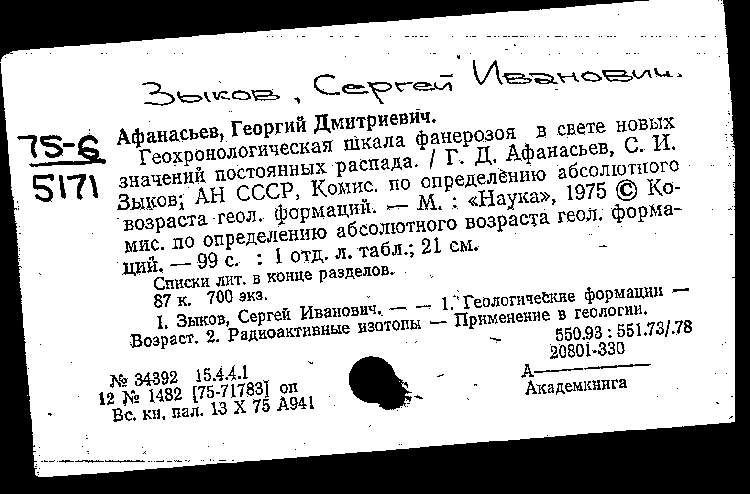 Зыков, Сергей Иванович.
75-6
5171
Афанасьев, Георгий Дмитриевич.
Геохронологическая шкала фанерозоя в свете новых
значений постоянных распада. / Г. Д. Афанасьев, С. И.
Зыков; АН СССР, Комис. по определению абсолютного
возраста геол. формаций. — М. : «Наука», 1975 © Ко-
мис. по определению абсолютного возраста геол. форма-
ций. — 99 с. : 1 отд. л. табл.; 21 см.
Списки лит. в конце разделов.
87 к. 700 экз.
I. Зыков, Сергей Иванович. — — 1. Геологические формации —
Возраст. 2. Радиоактивные изотопы — Применение в геологии.
550.93 : 551.73/.78
20801-330
№ 34392 15.4.4.1
12 № 1482 [75-71783] оп
Вс. кн. пал. 13 X 75 А941
А—
Академкнига